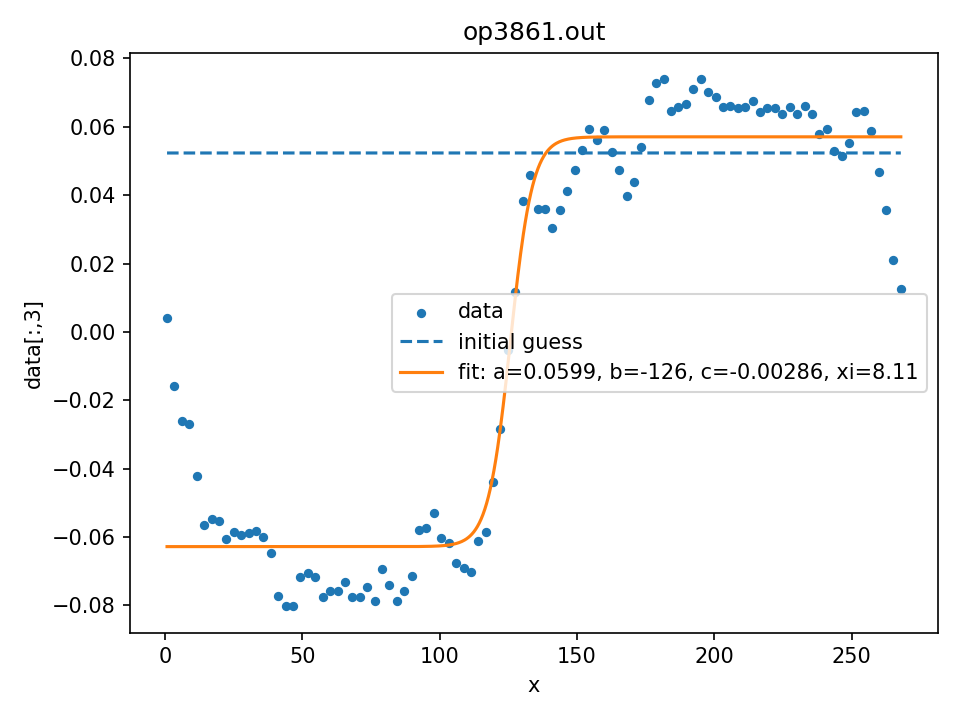 op3861.out
0.08
0.06
0.04
0.02
0.00
−0.02
−0.04
−0.06
−0.08
data[:,3]
data
initial guess
fit: a=0.0599, b=-126, c=-0.00286, xi=8.11
0 50 100 150 200 250
x